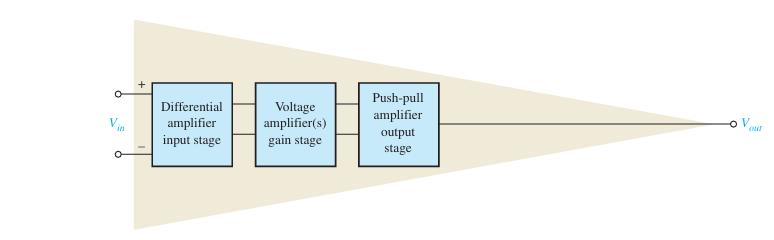 +
V_in
−
Differential
amplifier
input stage
Voltage
amplifier(s)
gain stage
Push-pull
amplifier
output
stage
V_out